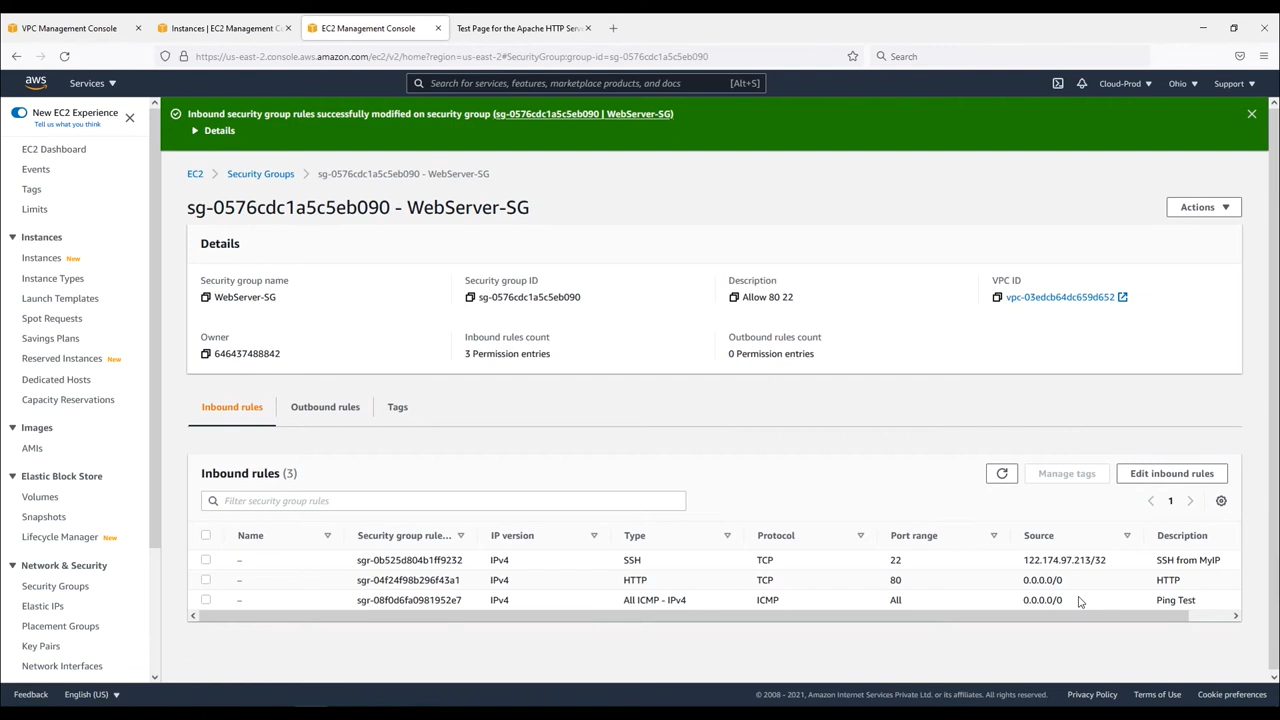 VPC Management Console
Instances | EC2 Management C
EC2 Management Console
Test Page for the Apache HTTP Serv
https://us-east-2.console.aws.amazon.com/ec2/v2/home?region=us-east-2#SecurityGroup:group-id=sg-0576cdc1a5c5eb090
Search
aws
Services
Search for services, features, marketplace products, and docs
[Alt+S]
Cloud-Prod
Ohio
Support
New EC2 Experience
Tell us what you think
EC2 Dashboard
Events
Tags
Limits
Instances
Instances New
Instance Types
Launch Templates
Spot Requests
Savings Plans
Reserved Instances New
Dedicated Hosts
Capacity Reservations
Images
AMIs
Elastic Block Store
Volumes
Snapshots
Lifecycle Manager New
Network & Security
Security Groups
Elastic IPs
Placement Groups
Key Pairs
Network Interfaces
Inbound security group rules successfully modified on security group (sg-0576cdc1a5c5eb090 | WebServer-SG)
Details
EC2
Security Groups
sg-0576cdc1a5c5eb090 - WebServer-SG
sg-0576cdc1a5c5eb090 - WebServer-SG
Actions
Details
Security group name
WebServer-SG
Security group ID
sg-0576cdc1a5c5eb090
Description
Allow 80 22
VPC ID
vpc-03edcb64dc659d652
Owner
646437488842
Inbound rules count
3 Permission entries
Outbound rules count
0 Permission entries
Inbound rules
Outbound rules
Tags
Inbound rules (3)
Manage tags
Edit inbound rules
Filter security group rules
1
Name Security group rule... IP version Type Protocol Port range Source Description
– sgr-0b525d804b1ff9232 IPv4 SSH TCP 22 122.174.97.213/32 SSH from MyIP
– sgr-04f24f98b296f43a1 IPv4 HTTP TCP 80 0.0.0.0/0 HTTP
– sgr-08f0d6fa0981952e7 IPv4 All ICMP - IPv4 ICMP All 0.0.0.0/0 Ping Test
Feedback
English (US)
© 2008 - 2021, Amazon Internet Services Private Ltd. or its affiliates. All rights reserved.
Privacy Policy
Terms of Use
Cookie preferences